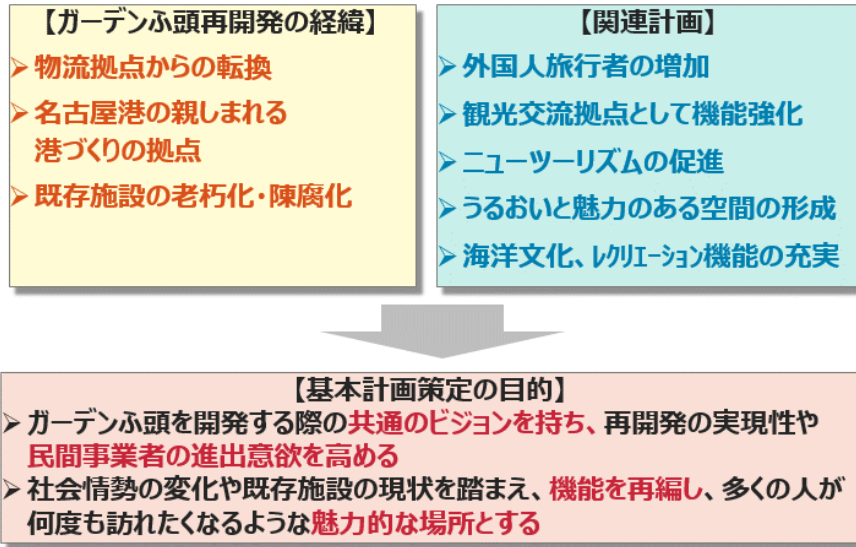 【ガーデンふ頭再開発の経緯】
➢ 物流拠点からの転換
➢ 名古屋港の親しまれる
港づくりの拠点
➢ 既存施設の老朽化・陳腐化
【関連計画】
➢ 外国人旅行者の増加
➢ 観光交流拠点として機能強化
➢ ニューツーリズムの促進
➢ うるおいと魅力のある空間の形成
➢ 海洋文化、ﾚｸﾘｴｰｼｮﾝ機能の充実
【基本計画策定の目的】
➢ ガーデンふ頭を開発する際の共通のビジョンを持ち、再開発の実現性や
民間事業者の進出意欲を高める
➢ 社会情勢の変化や既存施設の現状を踏まえ、機能を再編し、多くの人が
何度も訪れたくなるような魅力的な場所とする